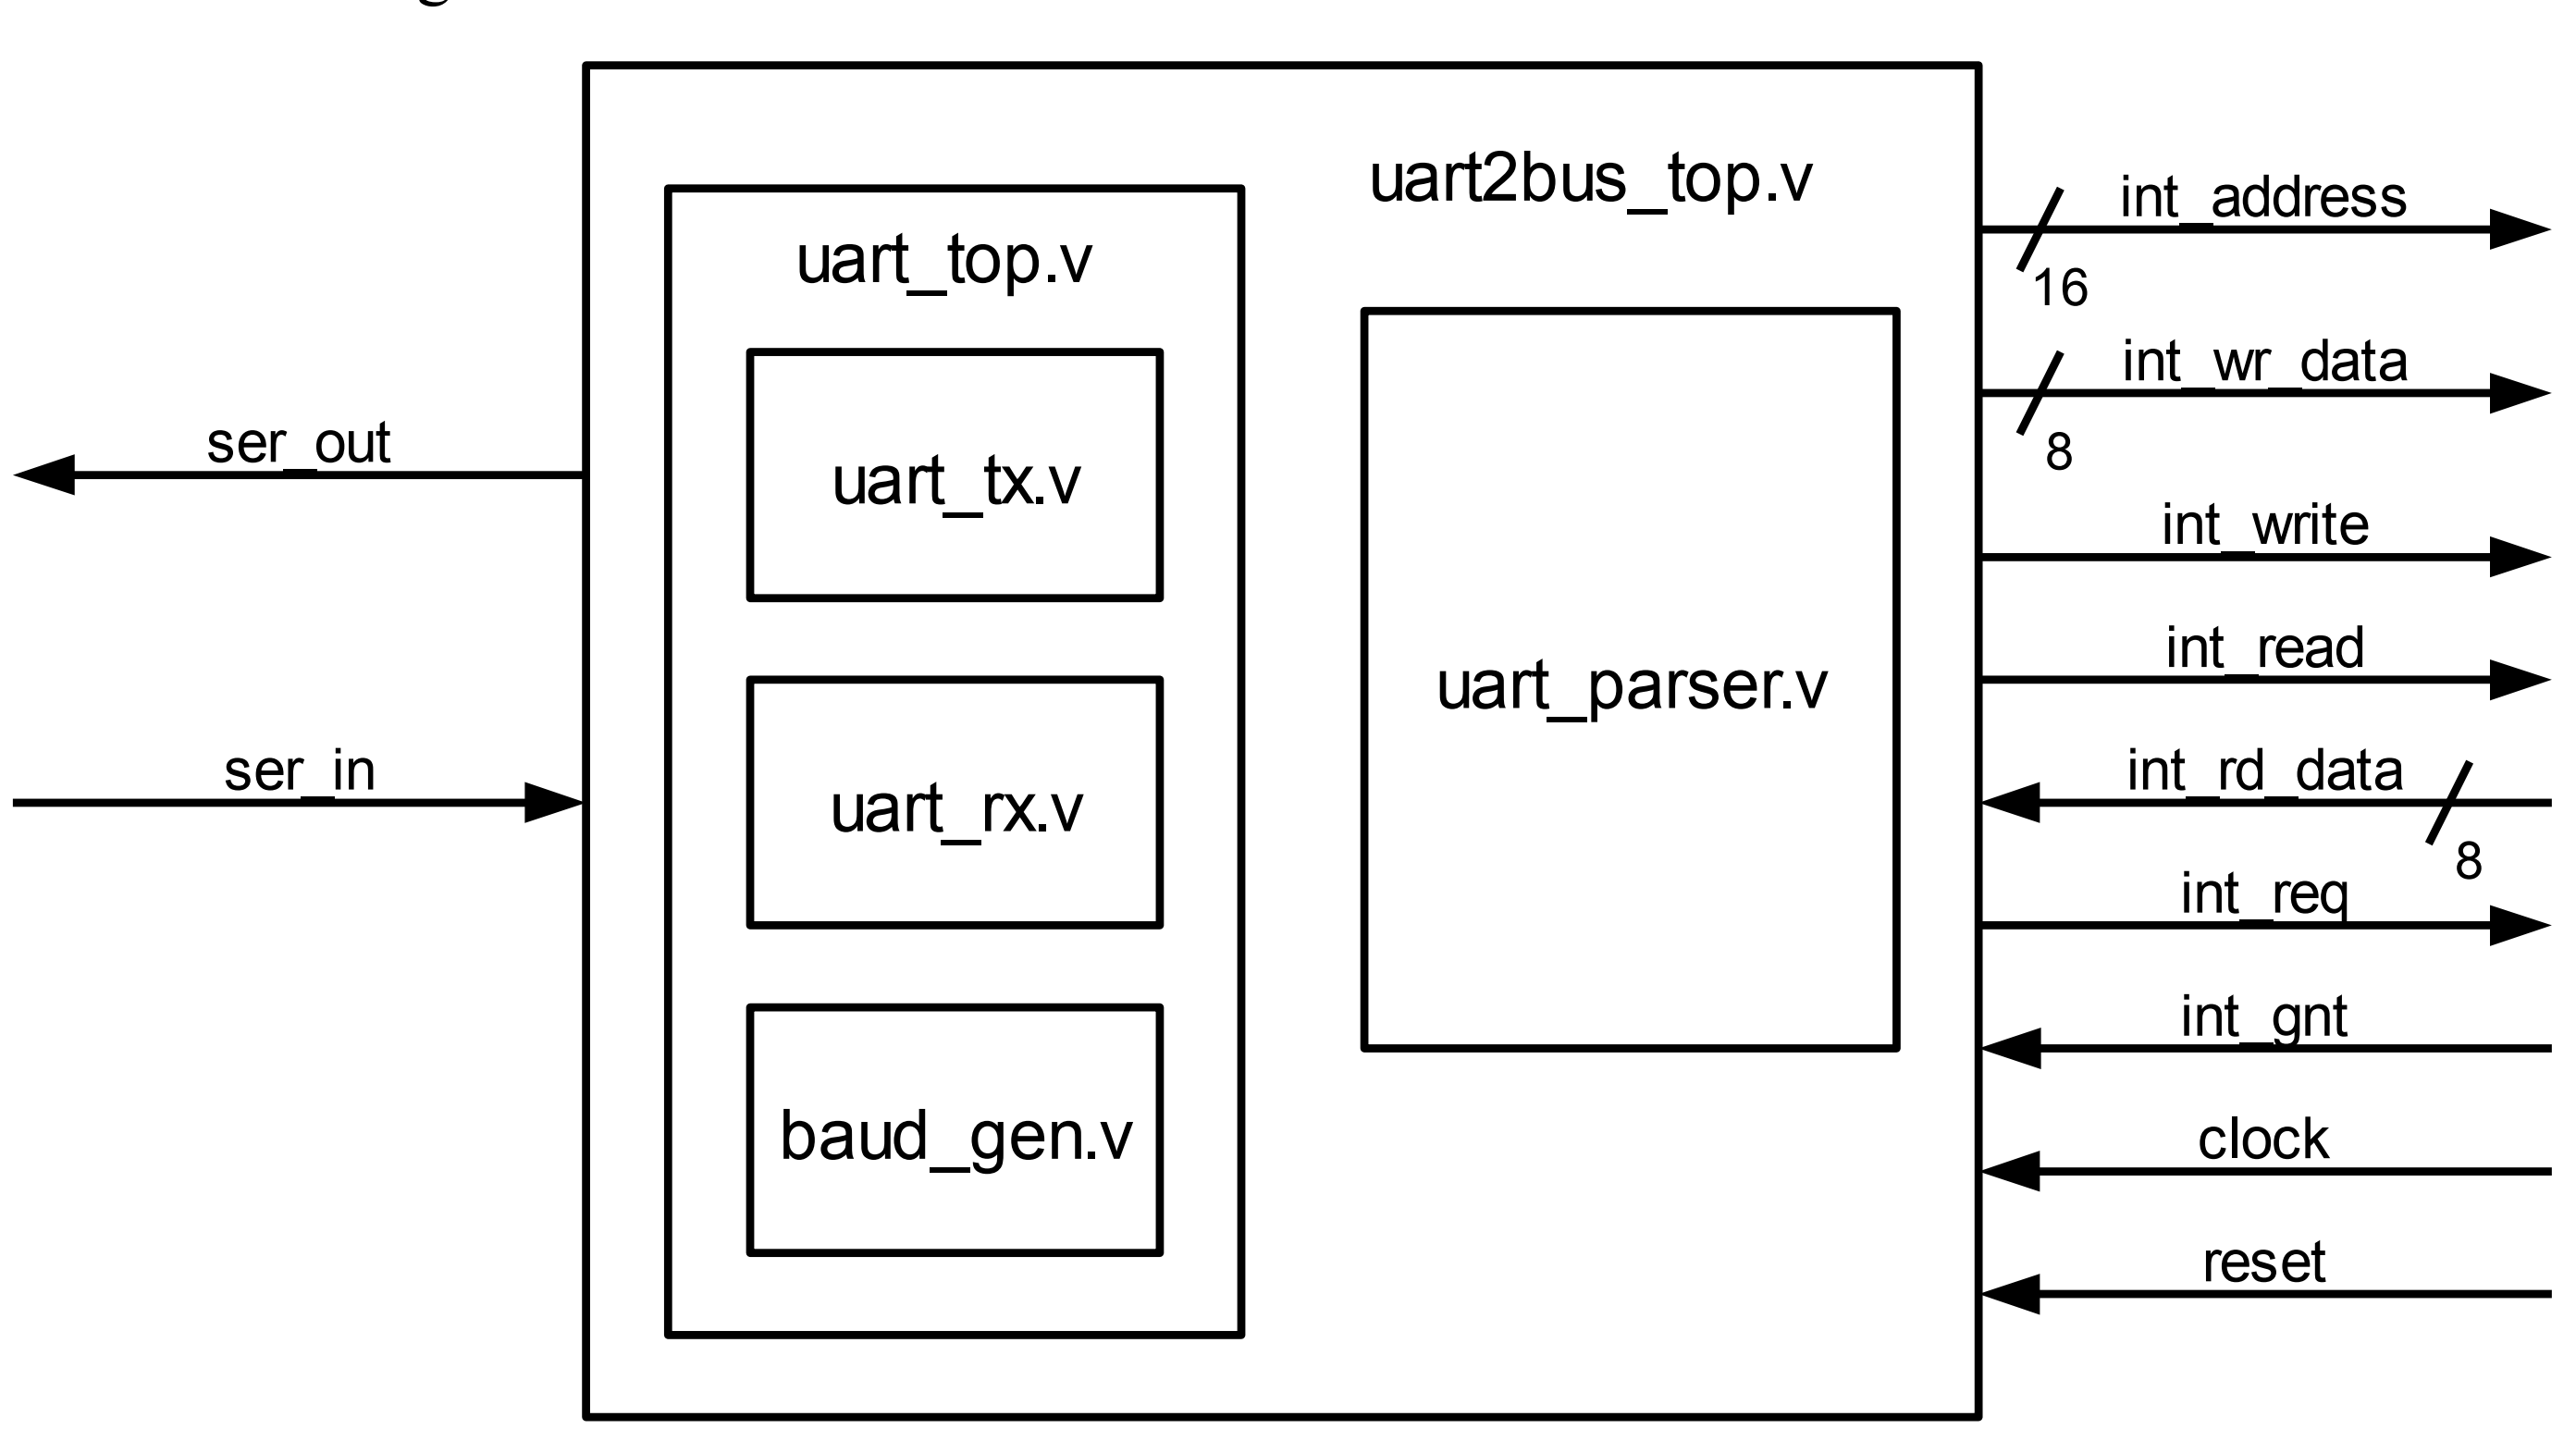 uart2bus_top.v
uart_top.v
uart_tx.v
uart_rx.v
baud_gen.v
uart_parser.v
ser_out
ser_in
int_address
16
int_wr_data
8
int_write
int_read
int_rd_data
8
int_req
int_gnt
clock
reset